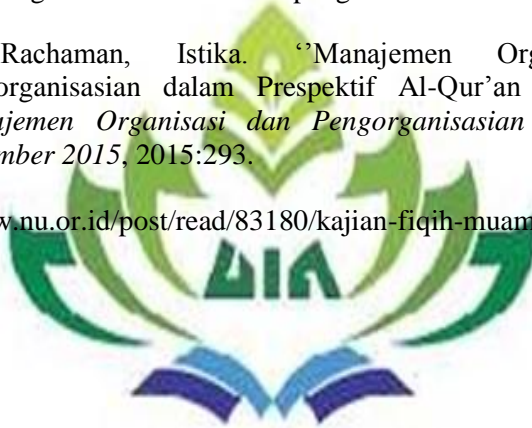 Rachaman, Istika. ‘’Manajemen Org
organisasian dalam Prespektif Al-Qur’an
ajemen Organisasi dan Pengorganisasian
mber 2015, 2015:293.
w.nu.or.id/post/read/83180/kajian-fiqih-muam
UIN